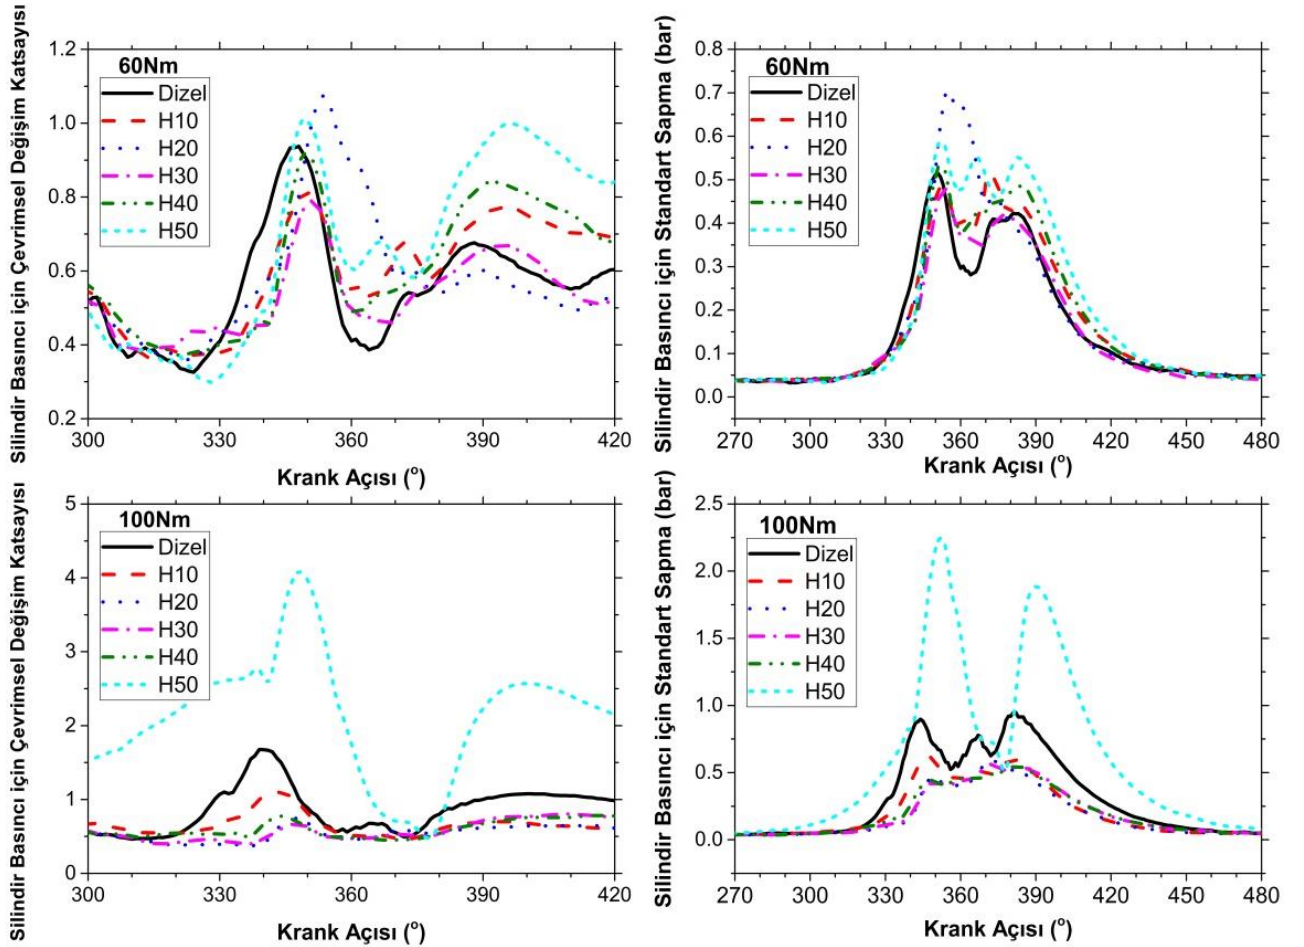 Silindir Basıncı için Çevrimsel Değişim Katsayısı
60Nm
Dizel
H10
H20
H30
H40
H50
1.2
1.0
0.8
0.6
0.4
0.2
300 330 360 390 420
Krank Açısı (°)
Silindir Basıncı için Standart Sapma (bar)
60Nm
Dizel
H10
H20
H30
H40
H50
0.8
0.7
0.6
0.5
0.4
0.3
0.2
0.1
0.0
270 300 330 360 390 420 450 480
Krank Açısı (°)
Silindir Basıncı için Çevrimsel Değişim Katsayısı
100Nm
Dizel
H10
H20
H30
H40
H50
5
4
3
2
1
0
300 330 360 390 420
Krank Açısı (°)
Silindir Basıncı için Standart Sapma (bar)
100Nm
Dizel
H10
H20
H30
H40
H50
2.5
2.0
1.5
1.0
0.5
0.0
270 300 330 360 390 420 450 480
Krank Açısı (°)